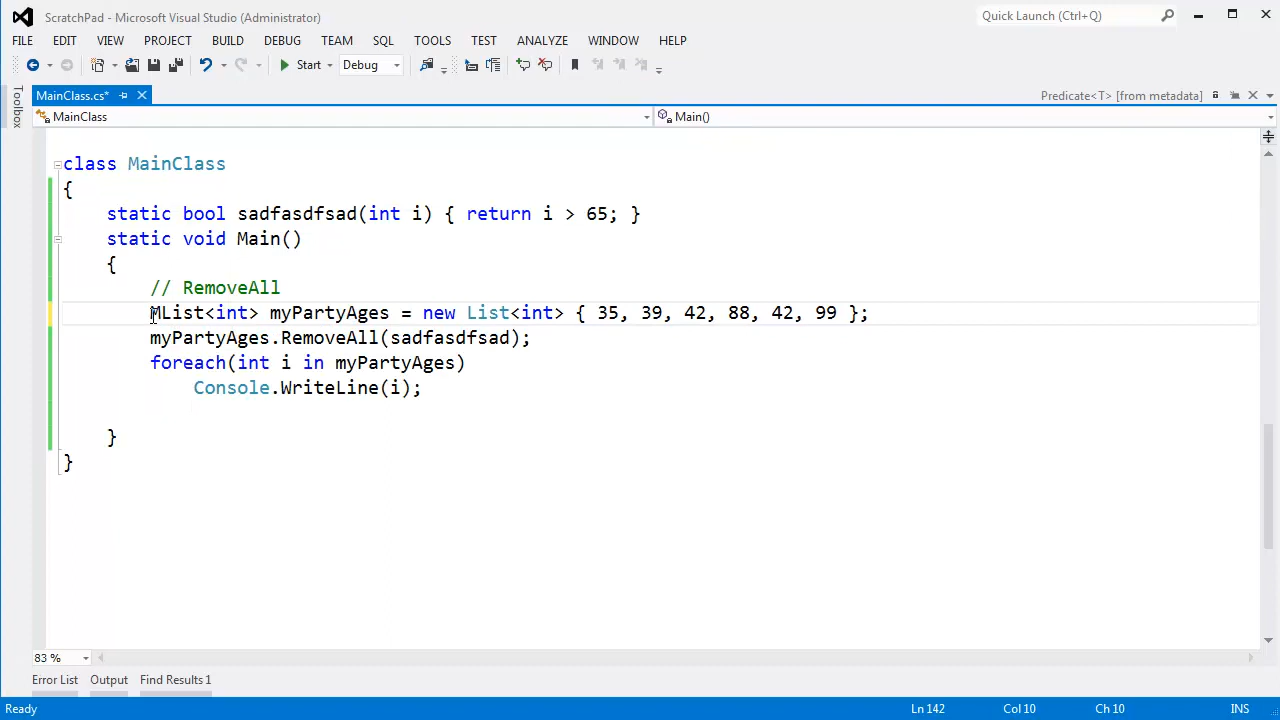 ScratchPad - Microsoft Visual Studio (Administrator)
Quick Launch (Ctrl+Q)
FILE EDIT VIEW PROJECT BUILD DEBUG TEAM SQL TOOLS TEST ANALYZE WINDOW HELP
Start Debug
MainClass.cs*
Predicate<T> [from metadata]
Toolbox
MainClass
Main()
class MainClass
{
static bool sadfasdfsad(int i) { return i > 65; }
static void Main()
{
// RemoveAll
MList<int> myPartyAges = new List<int> { 35, 39, 42, 88, 42, 99 };
myPartyAges.RemoveAll(sadfasdfsad);
foreach(int i in myPartyAges)
Console.WriteLine(i);
}
}
83 %
Error List Output Find Results 1
Ready
Ln 142 Col 10 Ch 10 INS